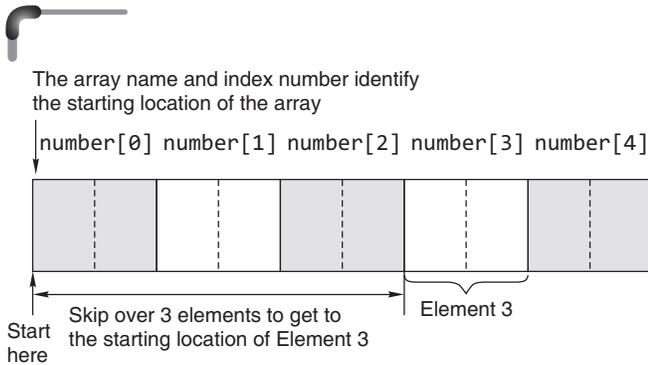 The array name and index number identify
the starting location of the array
number[0] number[1] number[2] number[3] number[4]
Element 3
Skip over 3 elements to get to
the starting location of Element 3
Start
here